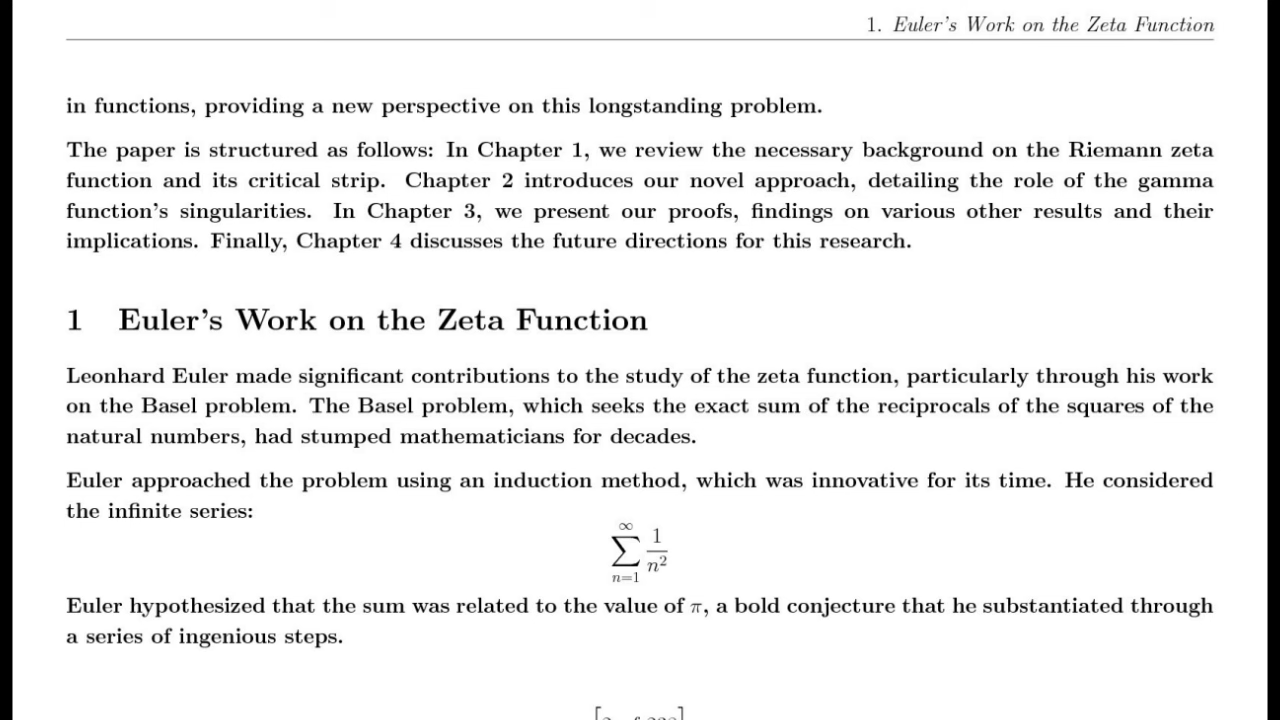 1. Euler's Work on the Zeta Function
in functions, providing a new perspective on this longstanding problem.
The paper is structured as follows: In Chapter 1, we review the necessary background on the Riemann zeta
function and its critical strip. Chapter 2 introduces our novel approach, detailing the role of the gamma
function's singularities. In Chapter 3, we present our proofs, findings on various other results and their
implications. Finally, Chapter 4 discusses the future directions for this research.
1 Euler's Work on the Zeta Function
Leonhard Euler made significant contributions to the study of the zeta function, particularly through his work
on the Basel problem. The Basel problem, which seeks the exact sum of the reciprocals of the squares of the
natural numbers, had stumped mathematicians for decades.
Euler approached the problem using an induction method, which was innovative for its time. He considered
the infinite series:
∞
∑ 1/n²
n=1
Euler hypothesized that the sum was related to the value of π, a bold conjecture that he substantiated through
a series of ingenious steps.